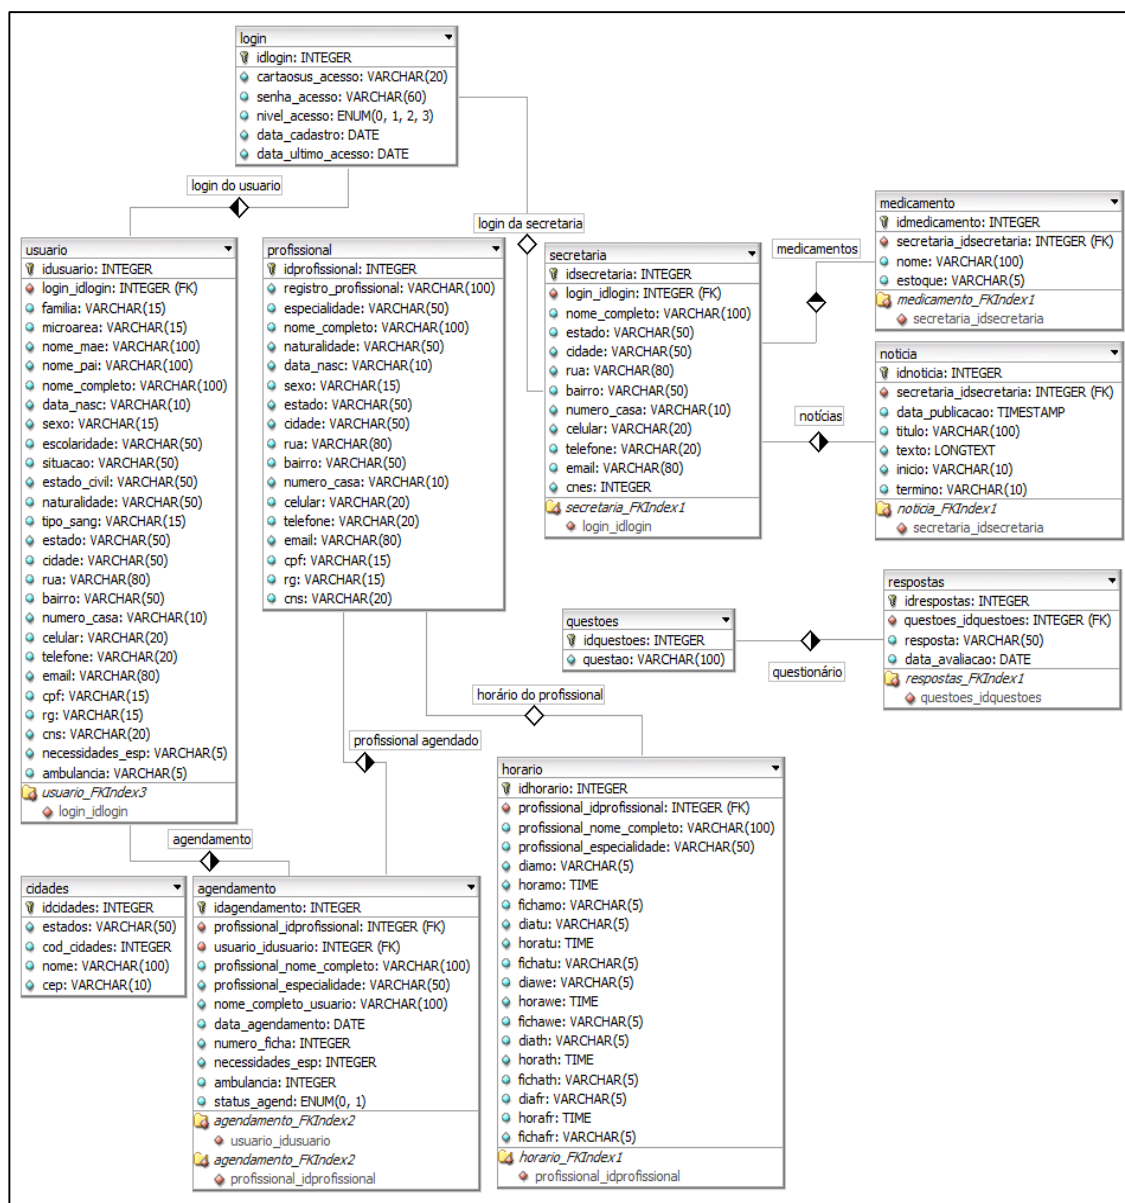 login
idlogin: INTEGER
cartaosus_acesso: VARCHAR(20)
senha_acesso: VARCHAR(60)
nivel_acesso: ENUM(0, 1, 2, 3)
data_cadastro: DATE
data_ultimo_acesso: DATE
login do usuario
login da secretaria
usuario
idusuario: INTEGER
login_idlogin: INTEGER (FK)
familia: VARCHAR(15)
microarea: VARCHAR(15)
nome_mae: VARCHAR(100)
nome_pai: VARCHAR(100)
nome_completo: VARCHAR(100)
data_nasc: VARCHAR(10)
sexo: VARCHAR(15)
escolaridade: VARCHAR(50)
situacao: VARCHAR(50)
estado_civil: VARCHAR(50)
naturalidade: VARCHAR(50)
tipo_sang: VARCHAR(15)
estado: VARCHAR(50)
cidade: VARCHAR(50)
rua: VARCHAR(80)
bairro: VARCHAR(50)
numero_casa: VARCHAR(10)
celular: VARCHAR(20)
telefone: VARCHAR(20)
email: VARCHAR(80)
cpf: VARCHAR(15)
rg: VARCHAR(15)
cns: VARCHAR(20)
necessidades_esp: VARCHAR(5)
ambulancia: VARCHAR(5)
usuario_FKIndex3
login_idlogin
profissional
idprofissional: INTEGER
registro_profissional: VARCHAR(100)
especialidade: VARCHAR(50)
nome_completo: VARCHAR(100)
naturalidade: VARCHAR(50)
data_nasc: VARCHAR(10)
sexo: VARCHAR(15)
estado: VARCHAR(50)
cidade: VARCHAR(50)
rua: VARCHAR(80)
bairro: VARCHAR(50)
numero_casa: VARCHAR(10)
celular: VARCHAR(20)
telefone: VARCHAR(20)
email: VARCHAR(80)
cpf: VARCHAR(15)
rg: VARCHAR(15)
cns: VARCHAR(20)
secretaria
idsecretaria: INTEGER
login_idlogin: INTEGER (FK)
nome_completo: VARCHAR(100)
estado: VARCHAR(50)
cidade: VARCHAR(50)
rua: VARCHAR(80)
bairro: VARCHAR(50)
numero_casa: VARCHAR(10)
celular: VARCHAR(20)
telefone: VARCHAR(20)
email: VARCHAR(80)
cnes: INTEGER
secretaria_FKIndex1
login_idlogin
medicamentos
medicamento
idmedicamento: INTEGER
secretaria_idsecretaria: INTEGER (FK)
nome: VARCHAR(100)
estoque: VARCHAR(5)
medicamento_FKIndex1
secretaria_idsecretaria
notícias
noticia
idnoticia: INTEGER
secretaria_idsecretaria: INTEGER (FK)
data_publicacao: TIMESTAMP
titulo: VARCHAR(100)
texto: LONGTEXT
inicio: VARCHAR(10)
termino: VARCHAR(10)
noticia_FKIndex1
secretaria_idsecretaria
questoes
idquestoes: INTEGER
questao: VARCHAR(100)
questionário
respostas
idrespostas: INTEGER
questoes_idquestoes: INTEGER (FK)
resposta: VARCHAR(50)
data_avaliacao: DATE
respostas_FKIndex1
questoes_idquestoes
horário do profissional
profissional agendado
agendamento
cidades
idcidades: INTEGER
estados: VARCHAR(50)
cod_cidades: INTEGER
nome: VARCHAR(100)
cep: VARCHAR(10)
agendamento
idagendamento: INTEGER
profissional_idprofissional: INTEGER (FK)
usuario_idusuario: INTEGER (FK)
profissional_nome_completo: VARCHAR(100)
profissional_especialidade: VARCHAR(50)
nome_completo_usuario: VARCHAR(100)
data_agendamento: DATE
numero_ficha: INTEGER
necessidades_esp: INTEGER
ambulancia: INTEGER
status_agend: ENUM(0, 1)
agendamento_FKIndex2
usuario_idusuario
agendamento_FKIndex2
profissional_idprofissional
horario
idhorario: INTEGER
profissional_idprofissional: INTEGER (FK)
profissional_nome_completo: VARCHAR(100)
profissional_especialidade: VARCHAR(50)
diamo: VARCHAR(5)
horamo: TIME
fichamo: VARCHAR(5)
diatu: VARCHAR(5)
horatu: TIME
fichatu: VARCHAR(5)
diawe: VARCHAR(5)
horawe: TIME
fichawe: VARCHAR(5)
diath: VARCHAR(5)
horath: TIME
fichath: VARCHAR(5)
diafr: VARCHAR(5)
horafr: TIME
fichafr: VARCHAR(5)
horario_FKIndex1
profissional_idprofissional